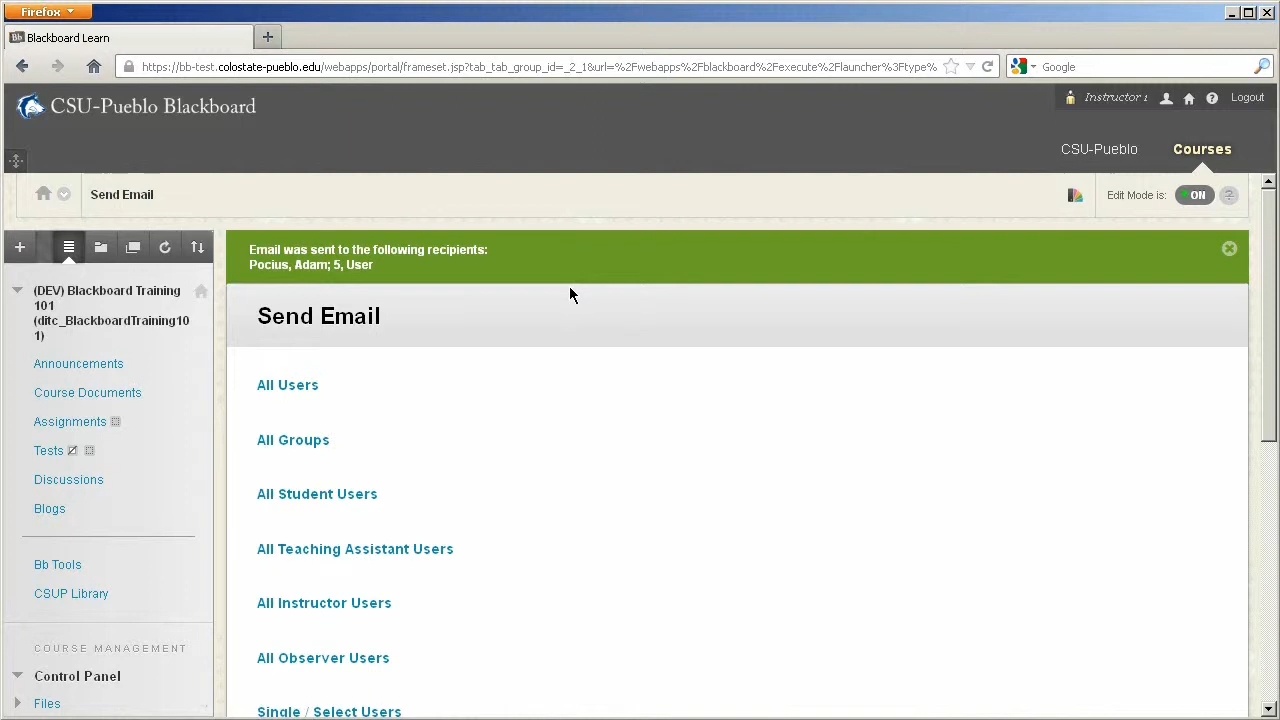 Firefox
Blackboard Learn
https://bb-test.colostate-pueblo.edu/webapps/portal/frameset.jsp?tab_tab_group_id=_2_1&url=%2Fwebapps%2Fblackboard%2Fexecute%2Flauncher%3Ftype%
Google
CSU-Pueblo Blackboard
Instructor 1
Logout
CSU-Pueblo
Courses
Send Email
Edit Mode is:
ON
Email was sent to the following recipients:
Pocius, Adam; 5, User
Send Email
All Users
All Groups
All Student Users
All Teaching Assistant Users
All Instructor Users
All Observer Users
Single / Select Users
(DEV) Blackboard Training
101
(ditc_BlackboardTraining10
1)
Announcements
Course Documents
Assignments
Tests
Discussions
Blogs
Bb Tools
CSUP Library
COURSE MANAGEMENT
Control Panel
Files